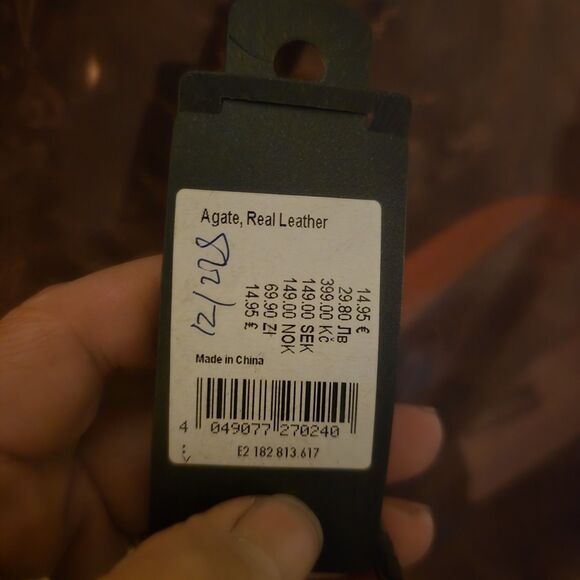 Agate, Real Leather
14.95 €
29.80 Лв
399.00 Kč
149.00 SEK
149.00 NOK
69.90 Zł
14.95 £
12/228
Made in China
4 049077 270240
E2 182 813 617